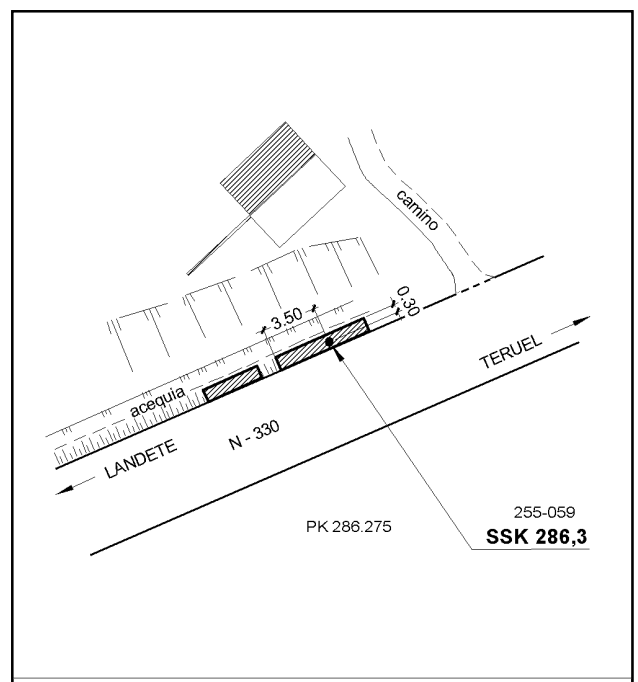 camino
0.30
3.50
TERUEL
acequia
N - 330
LANDETE
255-059
PK 286.275
SSK 286,3